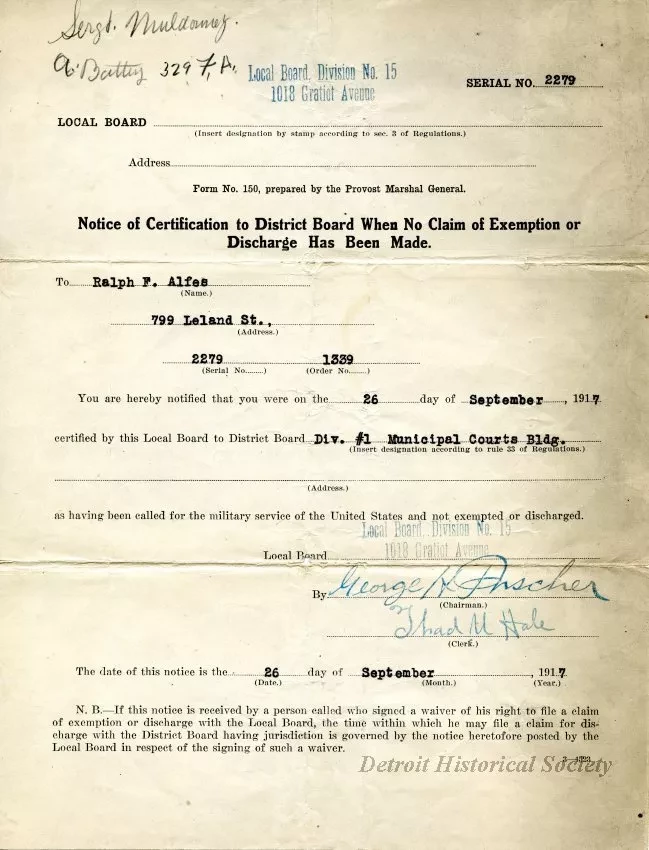 Sergt. Muldowney.
A Battery 329 F. A.
Local Board, Division No. 15
1018 Gratiot Avenue
SERIAL NO. 2279
LOCAL BOARD
(Insert designation by stamp according to sec. 3 of Regulations.)
Address
Form No. 150, prepared by the Provost Marshal General.
Notice of Certification to District Board When No Claim of Exemption or
Discharge Has Been Made.
To Ralph F. Alfes
(Name.)
799 Leland St.,
(Address.)
2279 1339
(Serial No........) (Order No........)
You are hereby notified that you were on the 26 day of September, 1917
certified by this Local Board to District Board Div. #1 Municipal Courts Bldg.
(Insert designation according to rule 33 of Regulations.)
(Address.)
as having been called for the military service of the United States and not exempted or discharged.
Local Board, Division No. 15
1018 Gratiot Avenue
Local Board
By George H.
(Chairman.)
Thad M Hale
(Clerk.)
The date of this notice is the 26 day of September, 1917
(Date.) (Month.) (Year.)
N. B.—If this notice is received by a person called who signed a waiver of his right to file a claim
of exemption or discharge with the Local Board, the time within which he may file a claim for dis-
charge with the District Board having jurisdiction is governed by the notice heretofore posted by the
Local Board in respect of the signing of such a waiver.
Detroit Historical Society